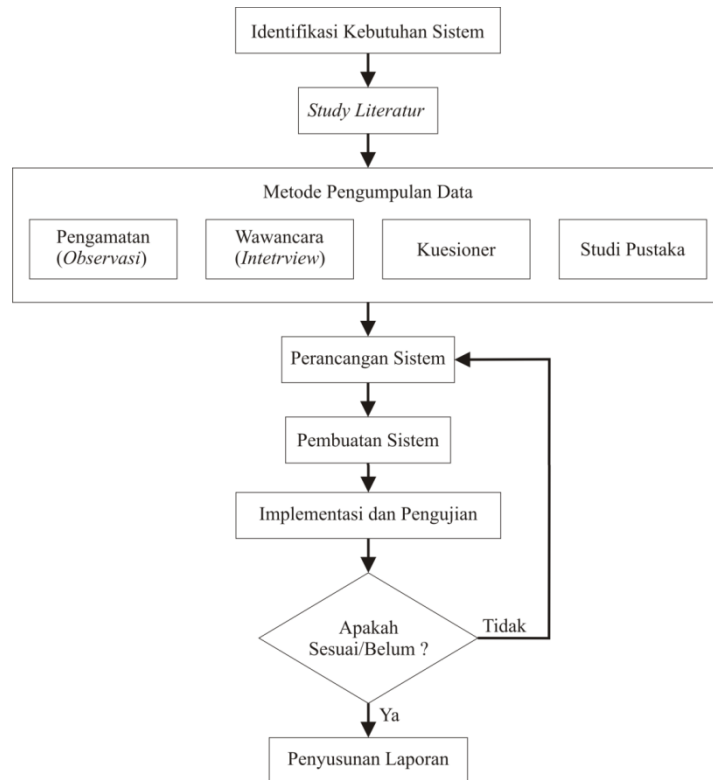 Identifikasi Kebutuhan Sistem
Study Literatur
Metode Pengumpulan Data
Pengamatan
(Observasi)
Wawancara
(Intetrview)
Kuesioner
Studi Pustaka
Perancangan Sistem
Pembuatan Sistem
Implementasi dan Pengujian
Apakah
Sesuai/Belum ?
Tidak
Ya
Penyusunan Laporan